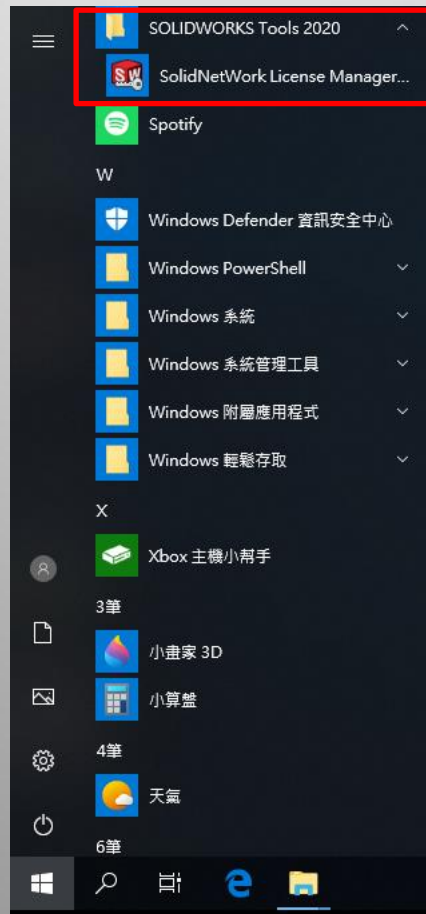 SOLIDWORKS Tools 2020
SolidNetWork License Manager...
Spotify
W
Windows Defender 資訊安全中心
Windows PowerShell
Windows 系統
Windows 系統管理工具
Windows 附屬應用程式
Windows 輕鬆存取
X
Xbox 主機小幫手
3筆
小畫家 3D
小算盤
4筆
天氣
6筆